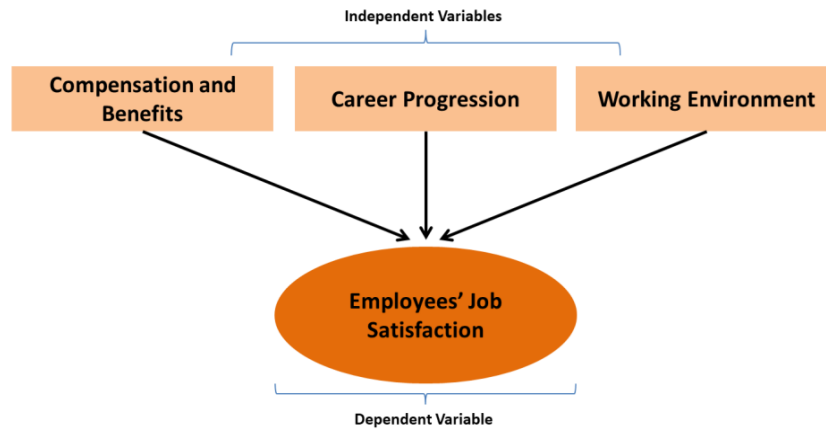 Independent Variables
Compensation and
Benefits
Career Progression
Working Environment
Employees’ Job
Satisfaction
Dependent Variable